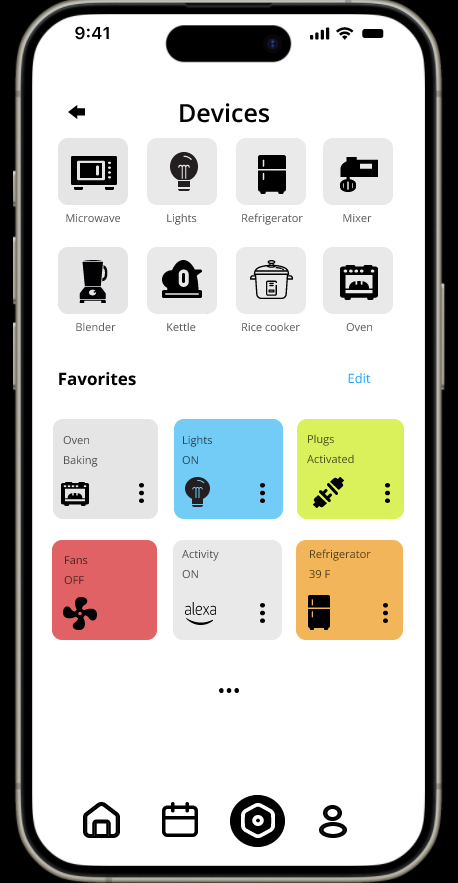 9:41
Devices
Microwave Lights Refrigerator Mixer
Blender Kettle Rice cooker Oven
Favorites Edit
Oven
Baking
Lights
ON
Plugs
Activated
Fans
OFF
Activity
ON
alexa
Refrigerator
39 F